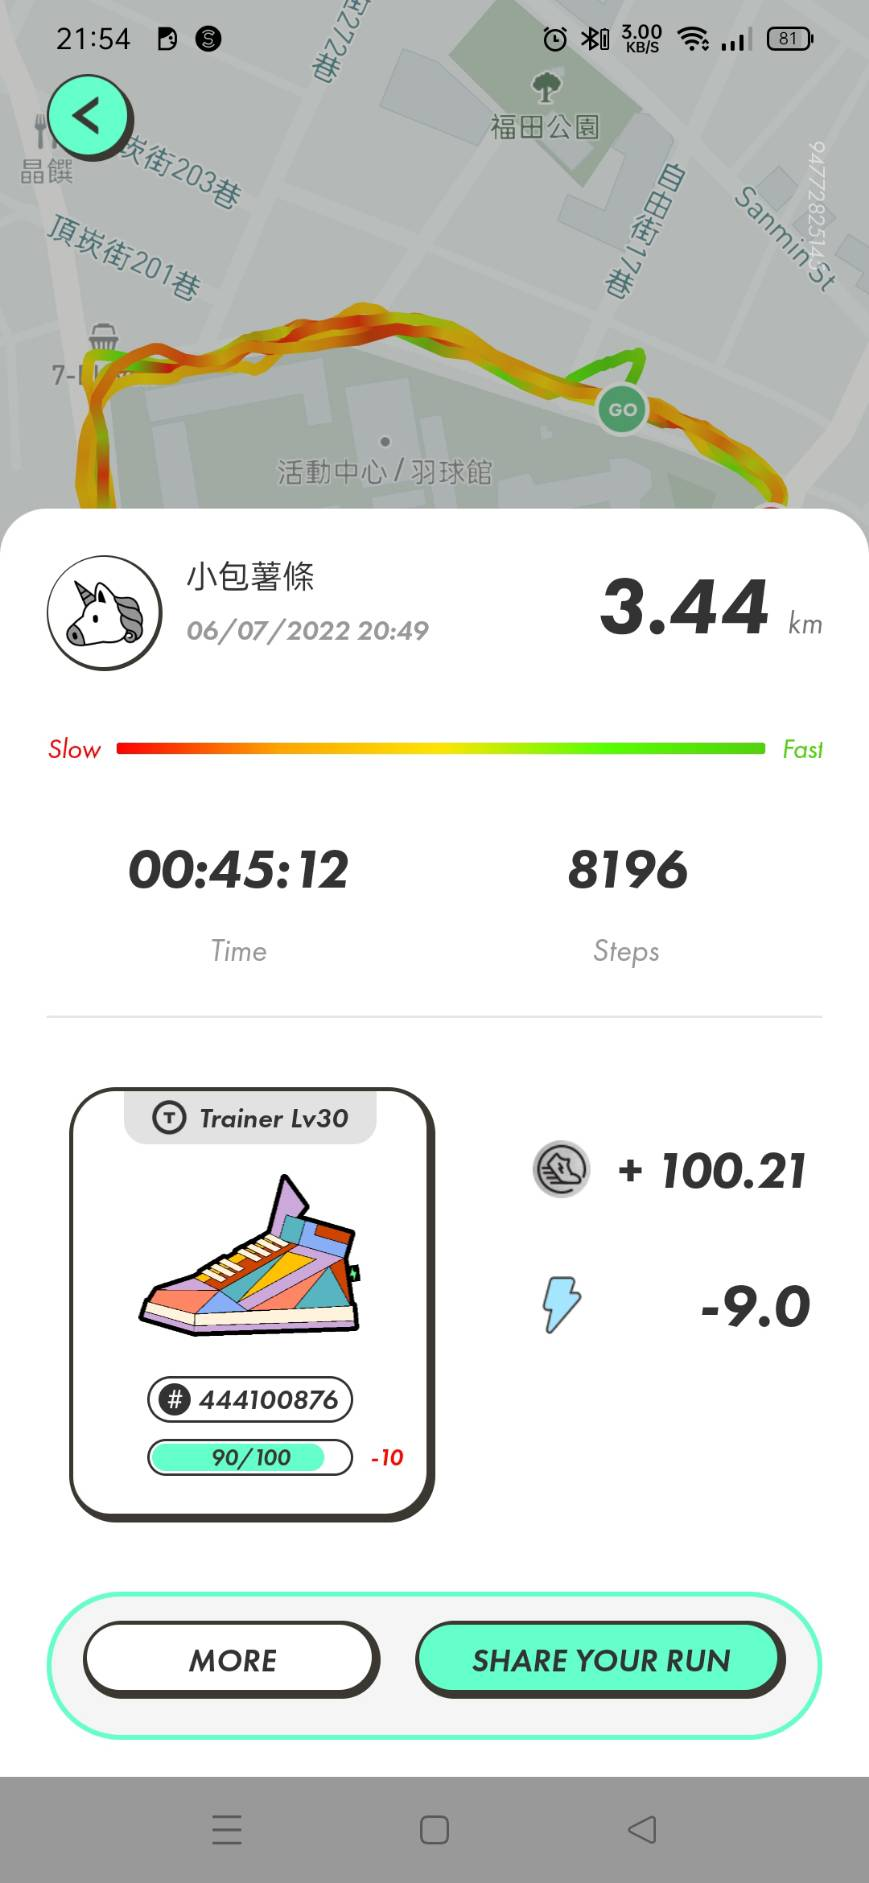 21:54 3.00 KB/S 81
街272巷
福田公園
晶饌
崁街203巷
自由街17巷
頂崁街201巷
Sanmin St
7-
GO
活動中心/羽球館
小包薯條
06/07/2022 20:49
3.44 km
Slow Fast
00:45:12 8196
Time Steps
T Trainer Lv30
+ 100.21
-9.0
# 444100876
90/100 -10
MORE SHARE YOUR RUN